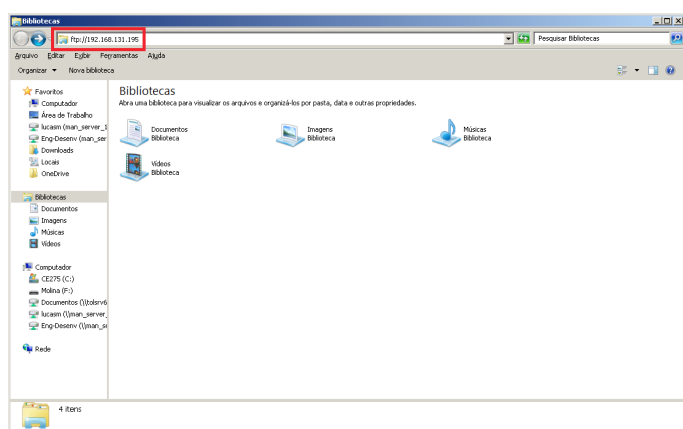 Bibliotecas
ftp://192.168.131.195
Pesquisar Bibliotecas
Arquivo Editar Exibir Ferramentas Ajuda
Organizar Nova biblioteca
Favoritos
Computador
Área de Trabalho
lucasm (man_server_1
Eng-Desenv (man_ser
Downloads
Locais
OneDrive
Bibliotecas
Documentos
Imagens
Músicas
Vídeos
Computador
CE275 (C:)
Molina (F:)
Documentos (\\tolsrv6
lucasm (\\man_server_
Eng-Desenv (\\man_se
Rede
Bibliotecas
Abra uma biblioteca para visualizar os arquivos e organizá-los por pasta, data e outras propriedades.
Documentos
Biblioteca
Imagens
Biblioteca
Músicas
Biblioteca
Vídeos
Biblioteca
4 itens